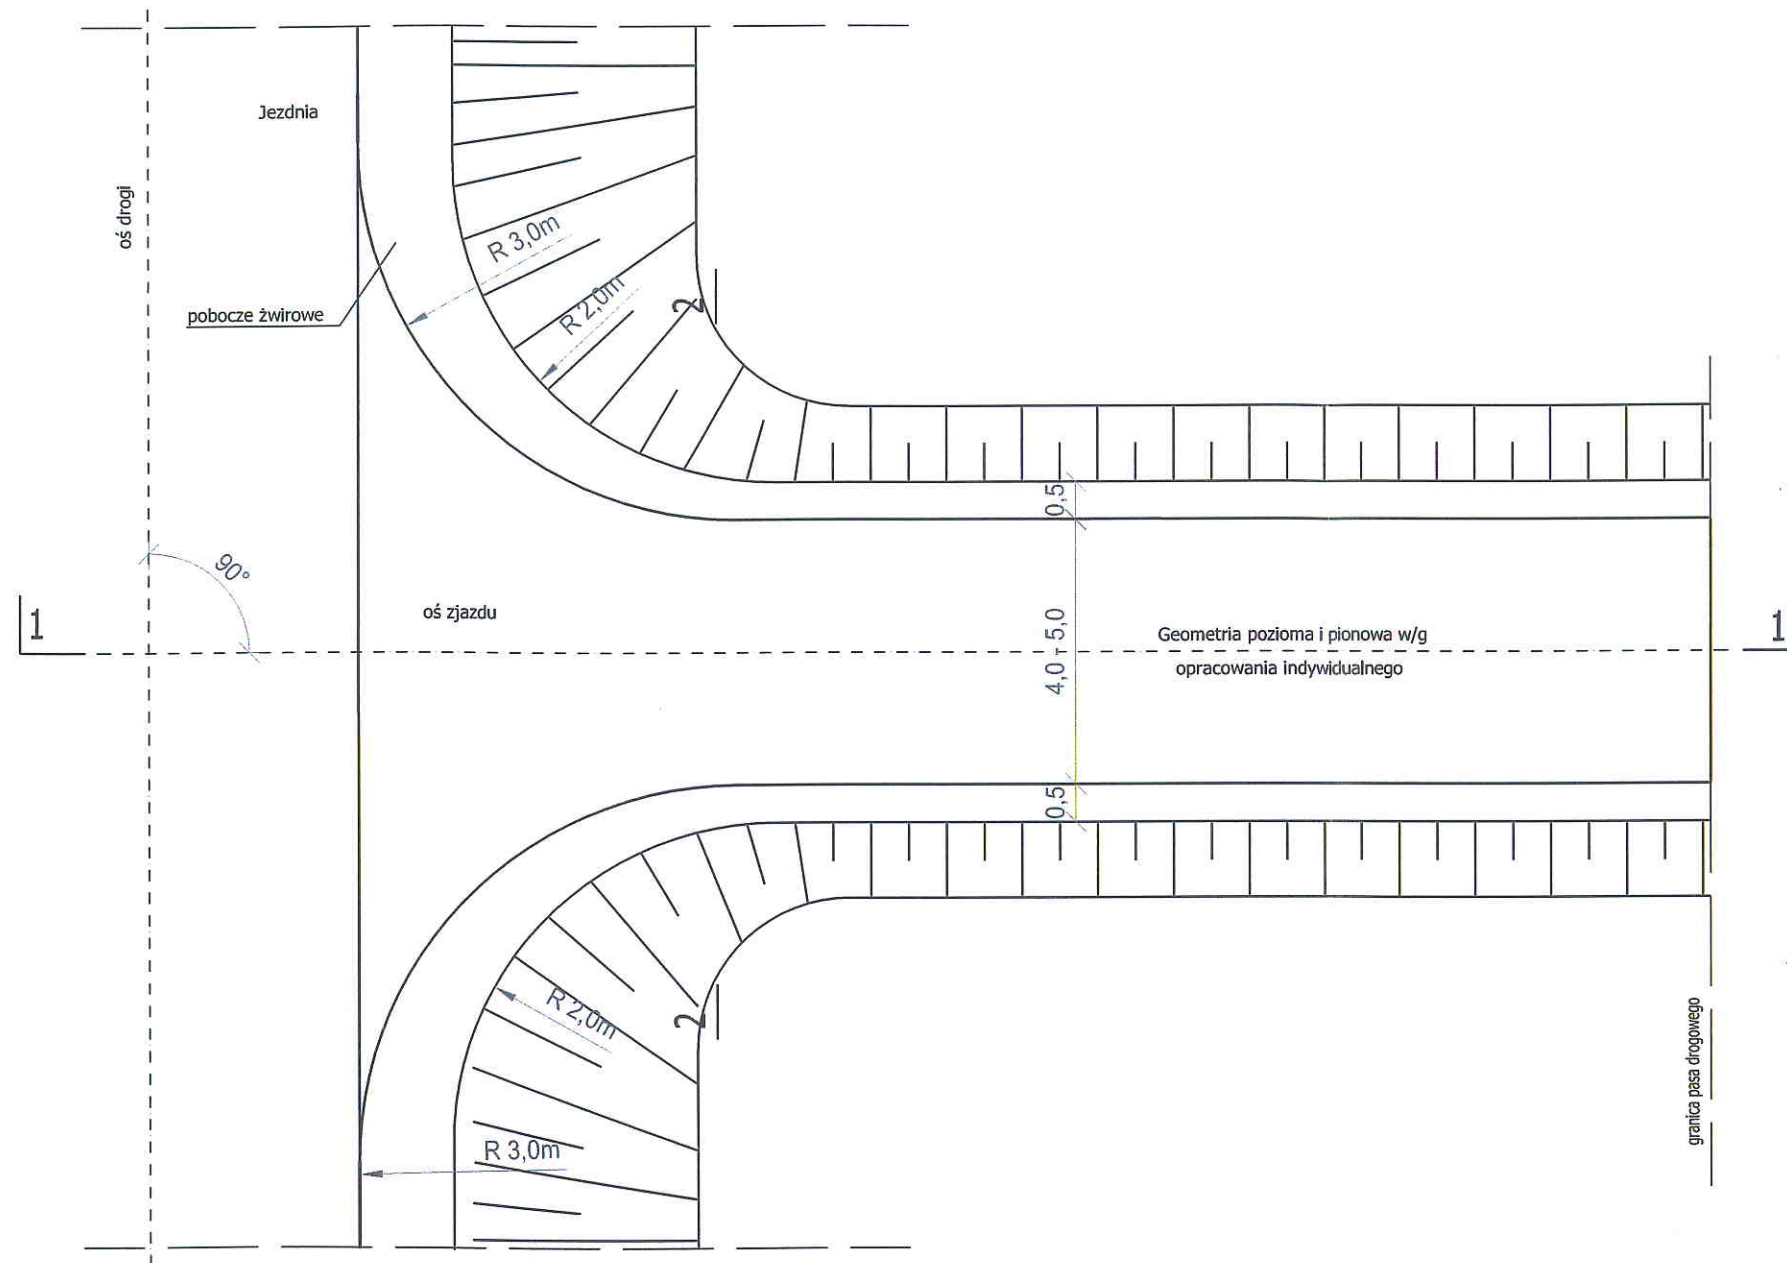 Jezdnia
oś drogi
R 3,0m
R 2,0m
2
pobocze żwirowe
0,5
90°
1
oś zjazdu
4,0 - 5,0
Geometria pozioma i pionowa w/g
opracowania indywidualnego
1
0,5
R 2,0m
2
R 3,0m
granica pasa drogowego